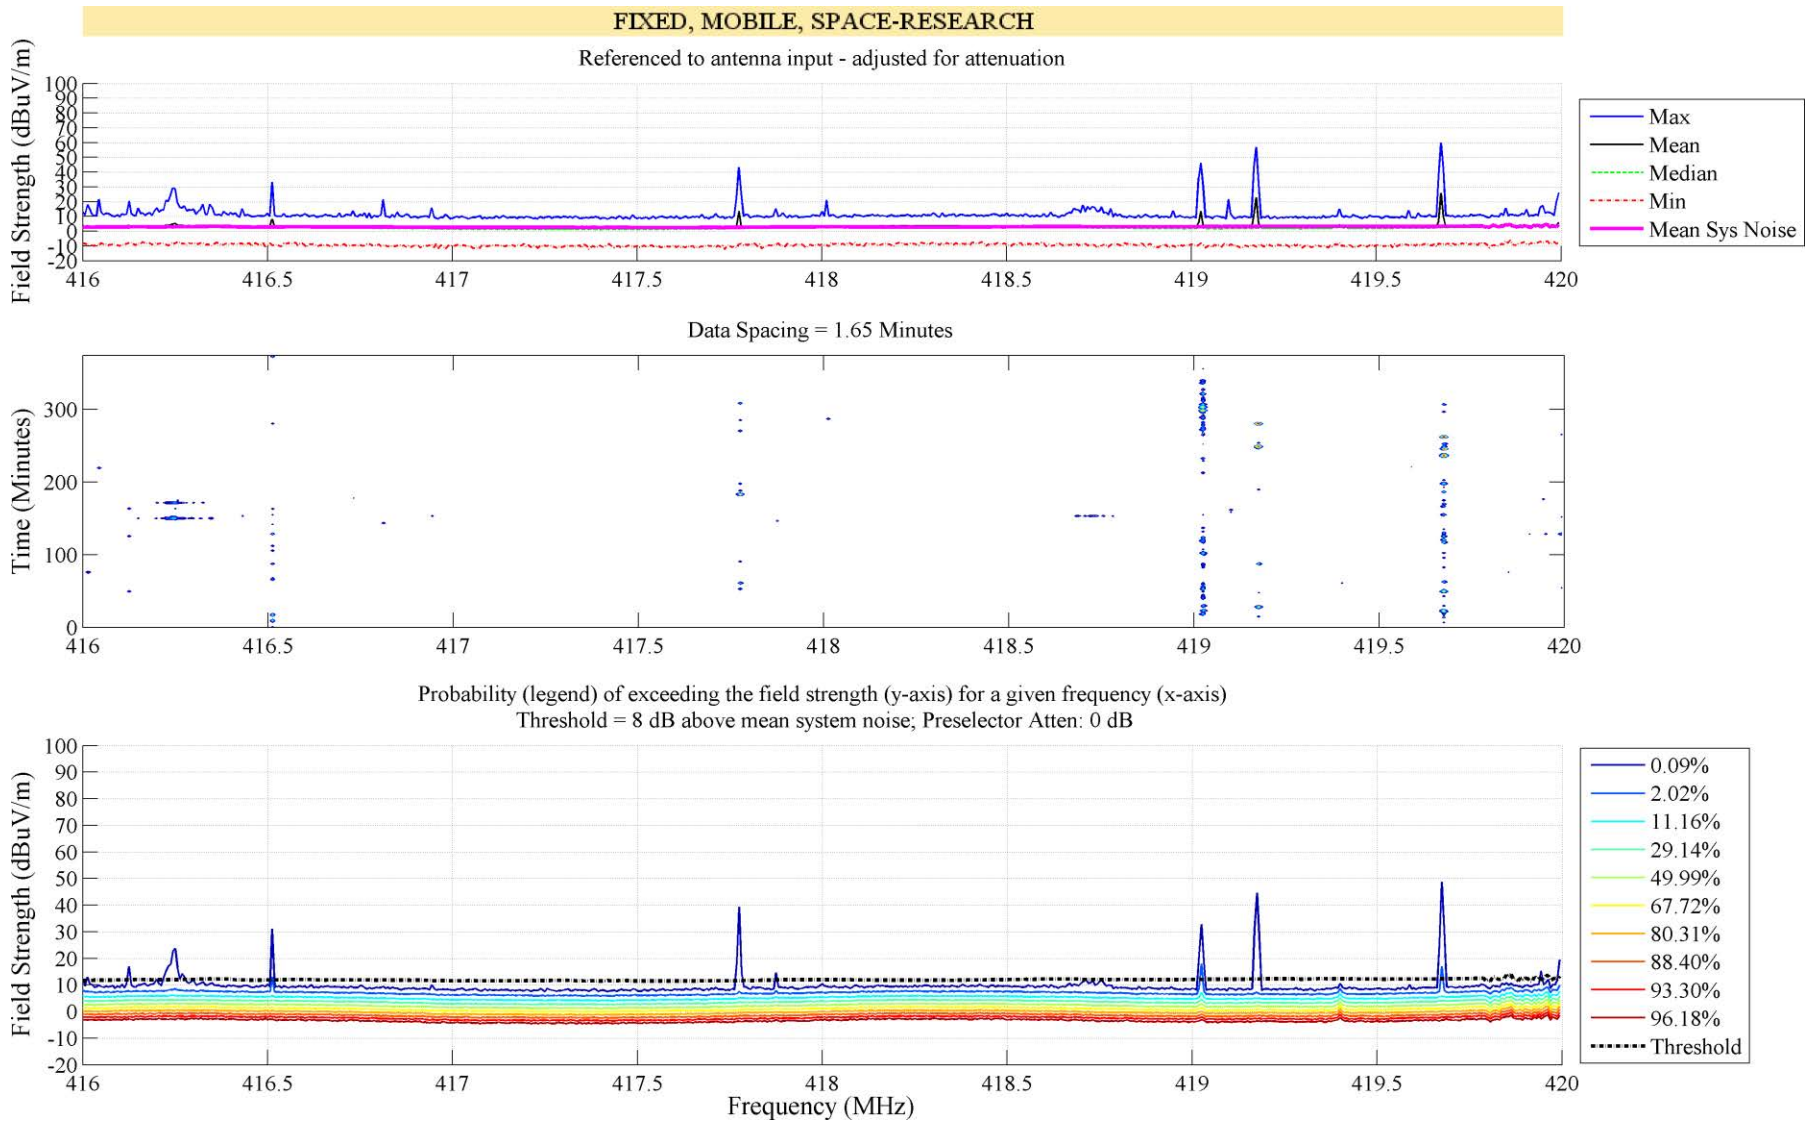 FIXED, MOBILE, SPACE-RESEARCH
Referenced to antenna input - adjusted for attenuation
Field Strength (dBuV/m)
100
90
80
70
60
50
40
30
20
10
0
-10
-20
416 416.5 417 417.5 418 418.5 419 419.5 420
Max
Mean
Median
Min
Mean Sys Noise
Data Spacing = 1.65 Minutes
Time (Minutes)
300
200
100
0
416 416.5 417 417.5 418 418.5 419 419.5 420
Probability (legend) of exceeding the field strength (y-axis) for a given frequency (x-axis)
Threshold = 8 dB above mean system noise; Preselector Atten: 0 dB
Field Strength (dBuV/m)
100
90
80
70
60
50
40
30
20
10
0
-10
-20
416 416.5 417 417.5 418 418.5 419 419.5 420
Frequency (MHz)
0.09%
2.02%
11.16%
29.14%
49.99%
67.72%
80.31%
88.40%
93.30%
96.18%
Threshold